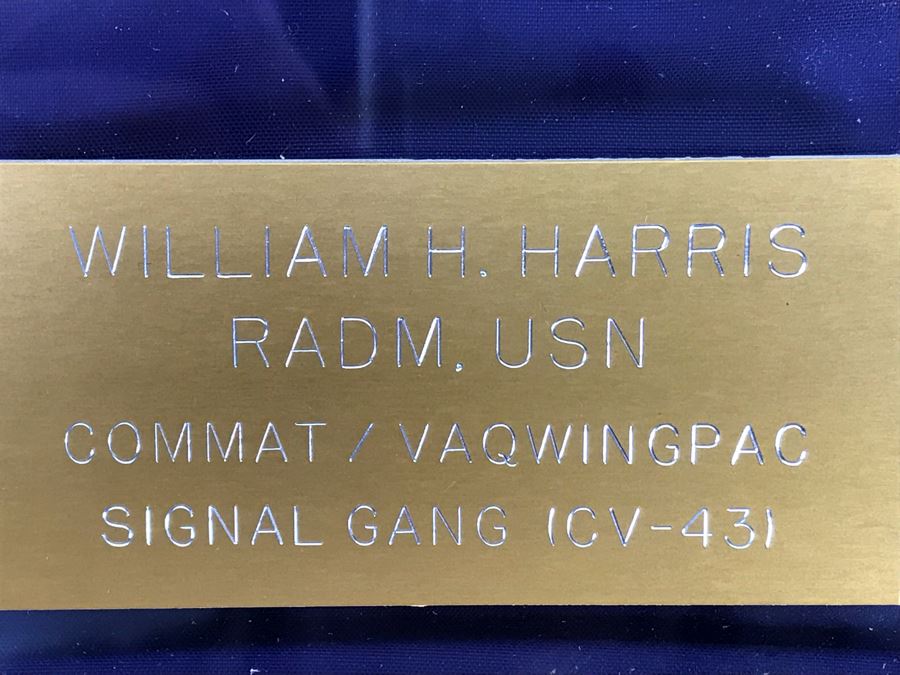 WILLIAM H. HARRIS
RADM. USN
COMMAT / VAQWINGPAC
SIGNAL GANG (CV-43)